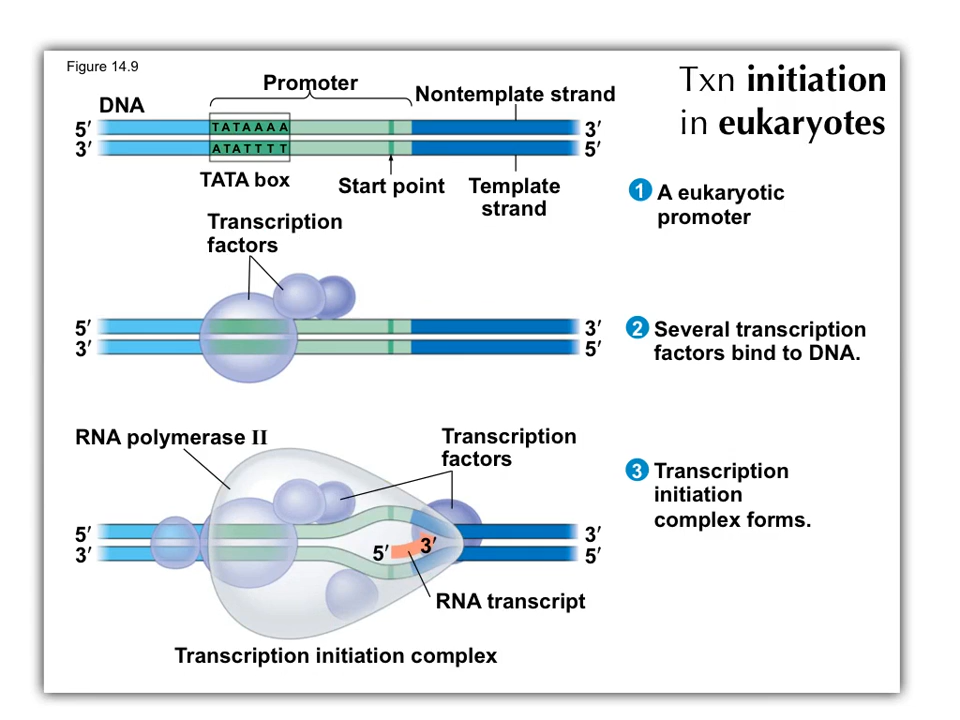 Figure 14.9
Txn initiation
in eukaryotes
Promoter
DNA
Nontemplate strand
5′
TATAAAA
3′
3′
ATATTTT
5′
TATA box
Start point
Template
strand
1 A eukaryotic
promoter
Transcription
factors
5′
3′
3′
5′
2 Several transcription
factors bind to DNA.
RNA polymerase II
Transcription
factors
3 Transcription
initiation
complex forms.
5′
3′
3′
5′
5′
3′
RNA transcript
Transcription initiation complex